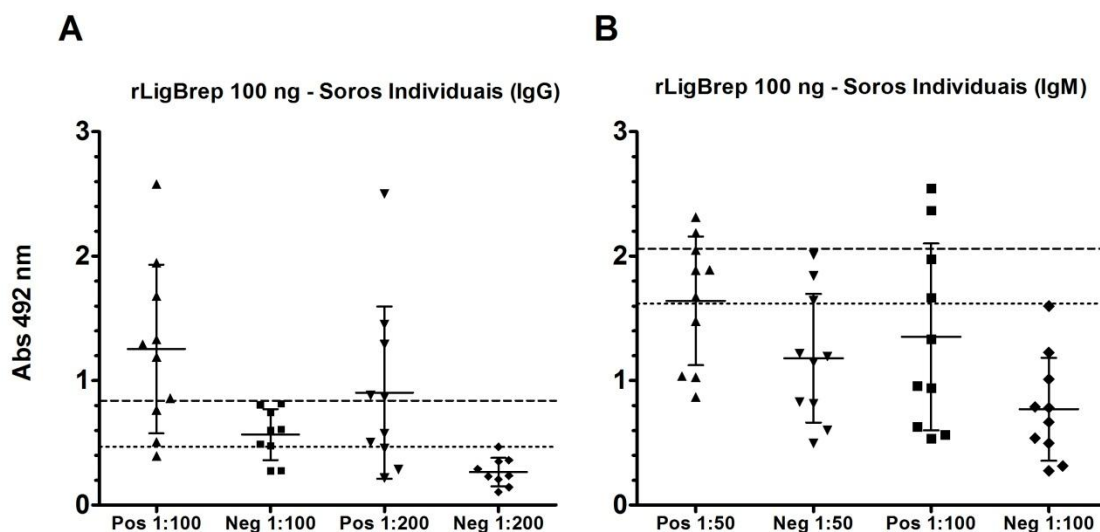 A
B
rLigBrep 100 ng - Soros Individuais (IgG)
rLigBrep 100 ng - Soros Individuais (IgM)
Abs 492 nm
3
2
1
0
Pos 1:100 Neg 1:100 Pos 1:200 Neg 1:200
3
2
1
0
Pos 1:50 Neg 1:50 Pos 1:100 Neg 1:100